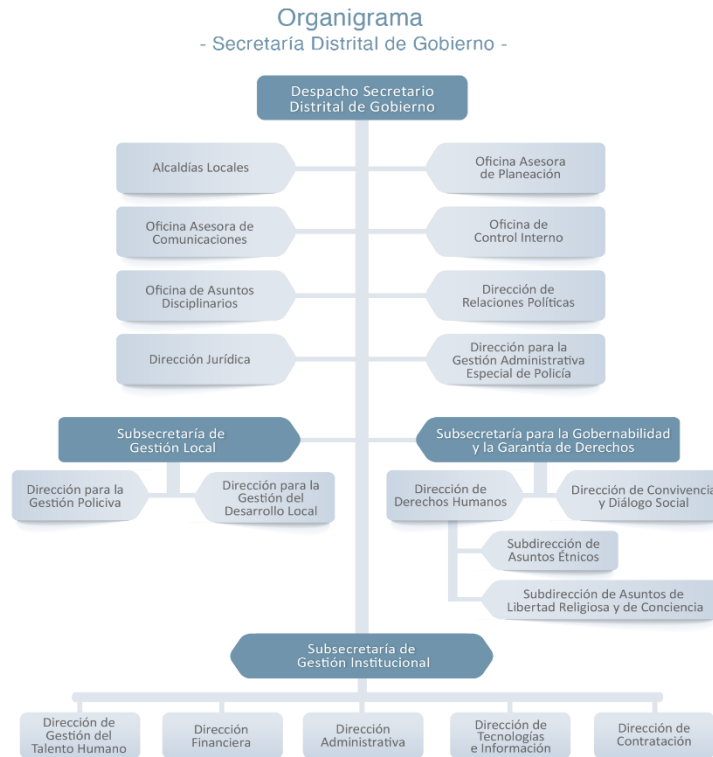 Organigrama
- Secretaría Distrital de Gobierno -
Despacho Secretario
Distrital de Gobierno
Alcaldías Locales
Oficina Asesora
de Planeación
Oficina Asesora de
Comunicaciones
Oficina de
Control Interno
Oficina de Asuntos
Disciplinarios
Dirección de
Relaciones Políticas
Dirección Jurídica
Dirección para la
Gestión Administrativa
Especial de Policía
Subsecretaría de
Gestión Local
Subsecretaría para la Gobernabilidad
y la Garantía de Derechos
Dirección para la
Gestión Policiva
Dirección para la
Gestión del
Desarrollo Local
Dirección de
Derechos Humanos
Dirección de Convivencia
y Diálogo Social
Subdirección de
Asuntos Étnicos
Subdirección de Asuntos de
Libertad Religiosa y de Conciencia
Subsecretaría de
Gestión Institucional
Dirección de
Gestión del
Talento Humano
Dirección
Financiera
Dirección
Administrativa
Dirección de
Tecnologías
e Información
Dirección de
Contratación